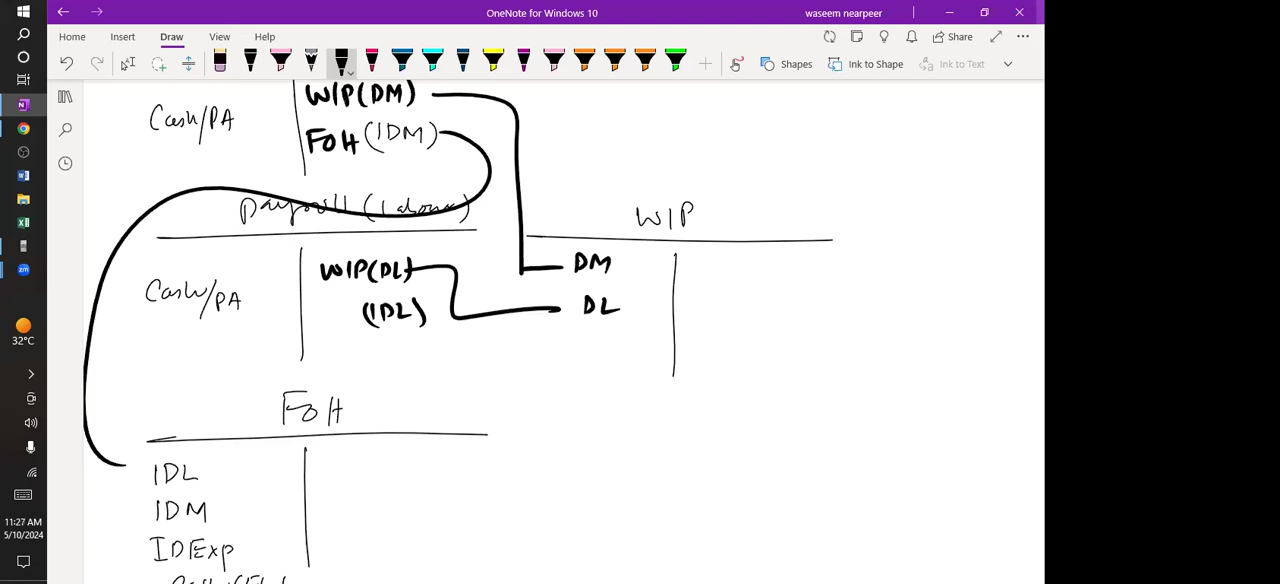 OneNote for Windows 10
waseem nearpeer
Home Insert Draw View Help
Share
Shapes Ink to Shape Ink to Text
WIP(DM)
Cash/PA
FOH (IDM)
Payroll (Labour)
WIP
WIP(DL)
DM
Cash/PA
(IDL)
DL
FOH
IDL
IDM
IDExp
32°C
11:27 AM
5/10/2024